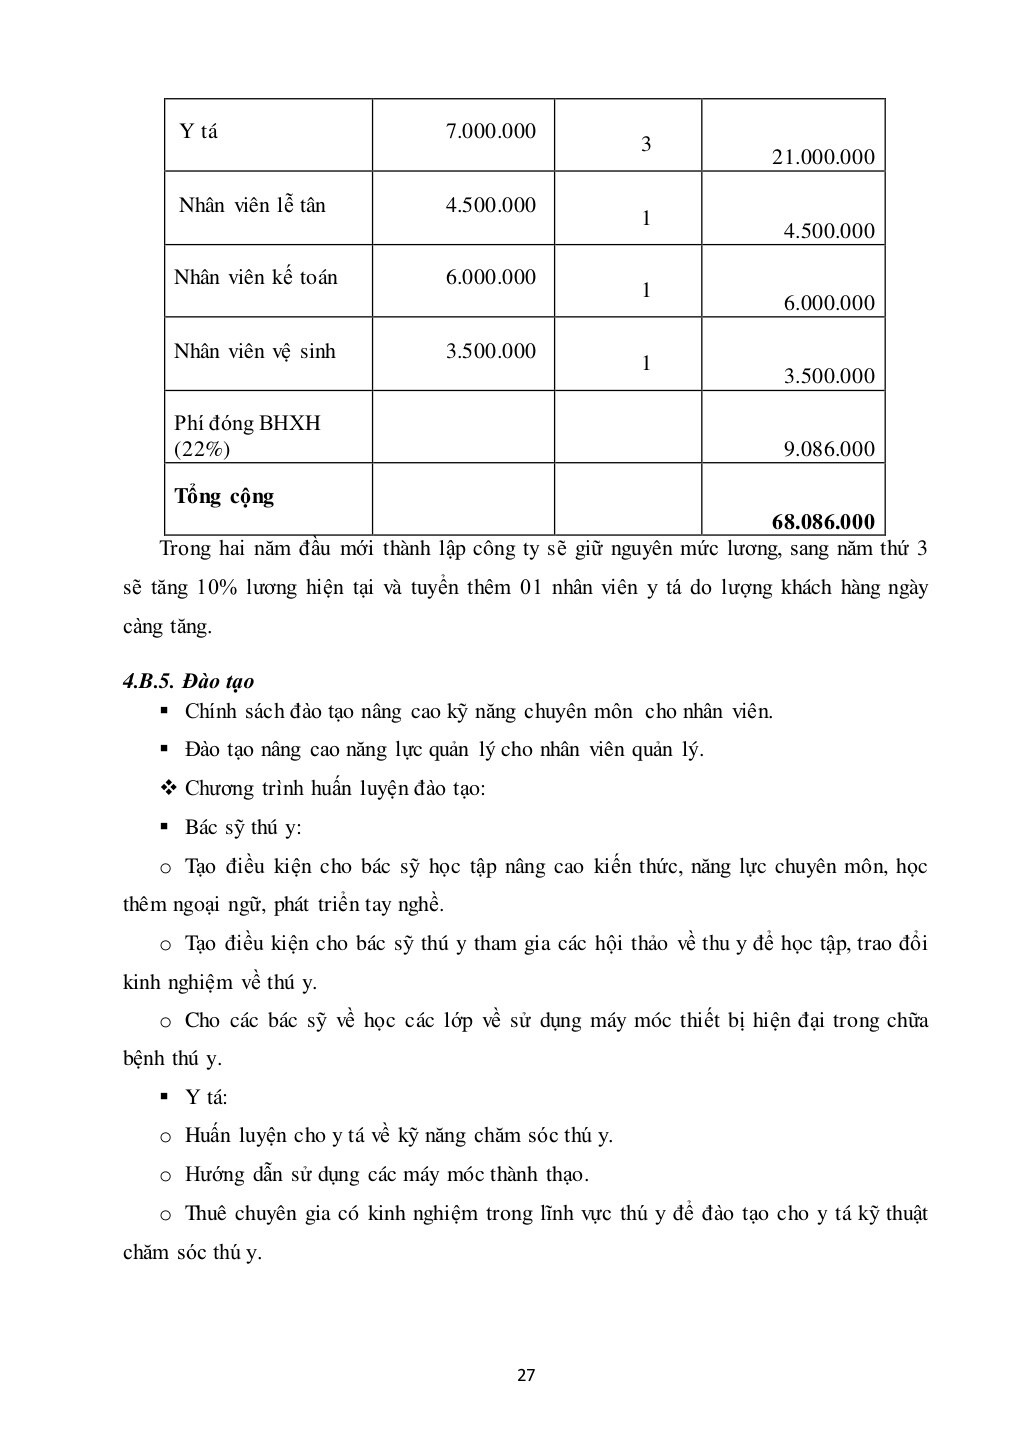 Y tá 7.000.000 3 21.000.000
Nhân viên lễ tân 4.500.000 1 4.500.000
Nhân viên kế toán 6.000.000 1 6.000.000
Nhân viên vệ sinh 3.500.000 1 3.500.000
Phí đóng BHXH
(22%) 9.086.000
Tổng cộng 68.086.000
Trong hai năm đầu mới thành lập công ty sẽ giữ nguyên mức lương, sang năm thứ 3
sẽ tăng 10% lương hiện tại và tuyển thêm 01 nhân viên y tá do lượng khách hàng ngày
càng tăng.
4.B.5. Đào tạo
▪ Chính sách đào tạo nâng cao kỹ năng chuyên môn cho nhân viên.
▪ Đào tạo nâng cao năng lực quản lý cho nhân viên quản lý.
❖ Chương trình huấn luyện đào tạo:
▪ Bác sỹ thú y:
o Tạo điều kiện cho bác sỹ học tập nâng cao kiến thức, năng lực chuyên môn, học
thêm ngoại ngữ, phát triển tay nghề.
o Tạo điều kiện cho bác sỹ thú y tham gia các hội thảo về thu y để học tập, trao đổi
kinh nghiệm về thú y.
o Cho các bác sỹ về học các lớp về sử dụng máy móc thiết bị hiện đại trong chữa
bệnh thú y.
▪ Y tá:
o Huấn luyện cho y tá về kỹ năng chăm sóc thú y.
o Hướng dẫn sử dụng các máy móc thành thạo.
o Thuê chuyên gia có kinh nghiệm trong lĩnh vực thú y để đào tạo cho y tá kỹ thuật
chăm sóc thú y.
27